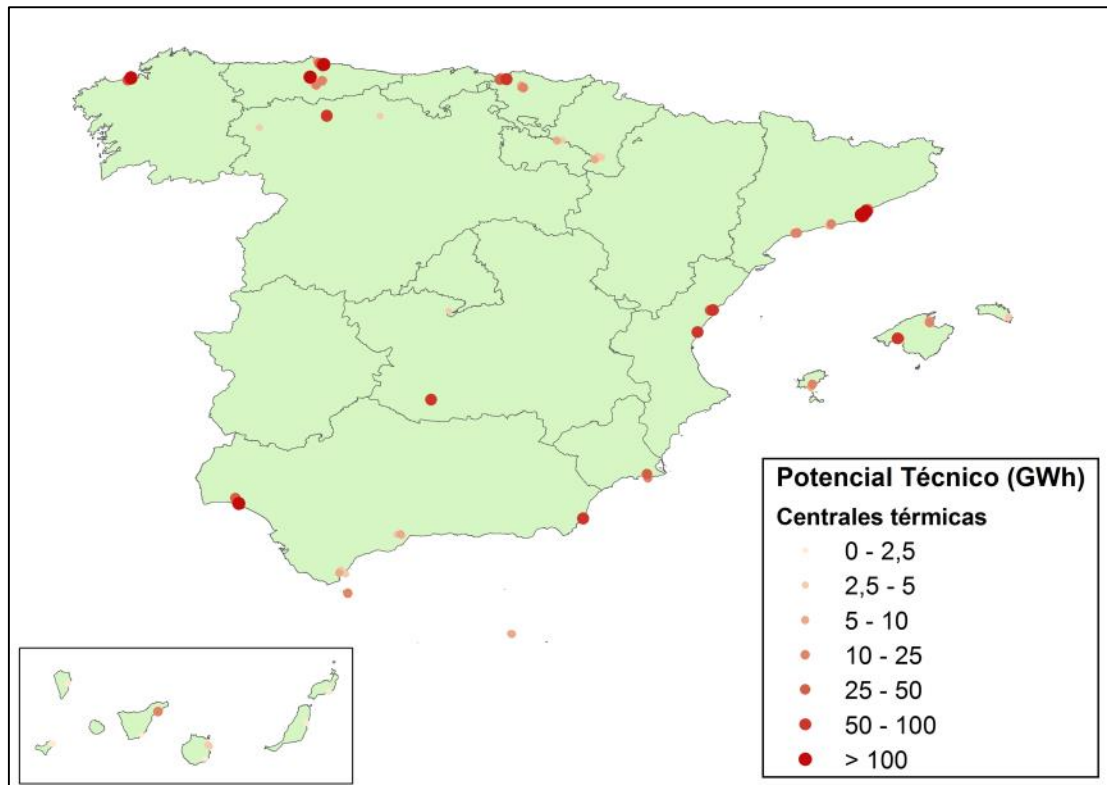 Potencial Técnico (GWh)
Centrales térmicas
0 - 2,5
2,5 - 5
5 - 10
10 - 25
25 - 50
50 - 100
> 100